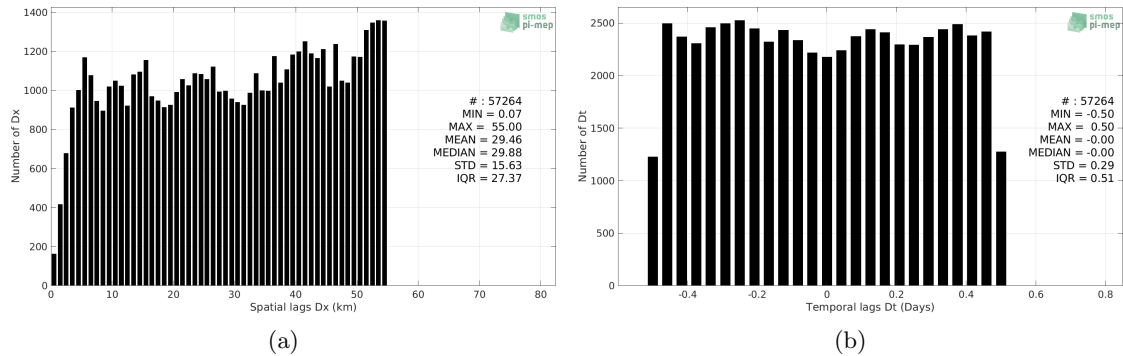 smos
pi-mep
1400
1200
1000
800
600
400
200
0
Number of Dx
# : 57264
MIN = 0.07
MAX = 55.00
MEAN = 29.46
MEDIAN = 29.88
STD = 15.63
IQR = 27.37
0 10 20 30 40 50 60 70 80
Spatial lags Dx (km)
(a)
smos
pi-mep
2500
2000
1500
1000
500
0
Number of Dt
# : 57264
MIN = -0.50
MAX = 0.50
MEAN = -0.00
MEDIAN = -0.00
STD = 0.29
IQR = 0.51
-0.4 -0.2 0 0.2 0.4 0.6 0.8
Temporal lags Dt (Days)
(b)